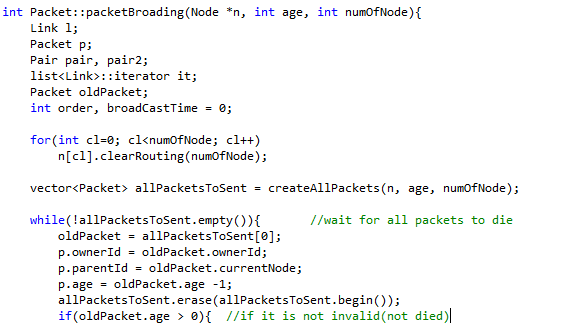 int Packet::packetBroading(Node *n, int age, int numOfNode){
Link l;
Packet p;
Pair pair, pair2;
list<Link>::iterator it;
Packet oldPacket;
int order, broadCastTime = 0;
for(int cl=0; cl<numOfNode; cl++)
n[cl].clearRouting(numOfNode);
vector<Packet> allPacketsToSent = createAllPackets(n, age, numOfNode);
while(!allPacketsToSent.empty()){ //wait for all packets to die
oldPacket = allPacketsToSent[0];
p.ownerId = oldPacket.ownerId;
p.parentId = oldPacket.currentNode;
p.age = oldPacket.age -1;
allPacketsToSent.erase(allPacketsToSent.begin());
if(oldPacket.age > 0){ //if it is not invalid(not died)